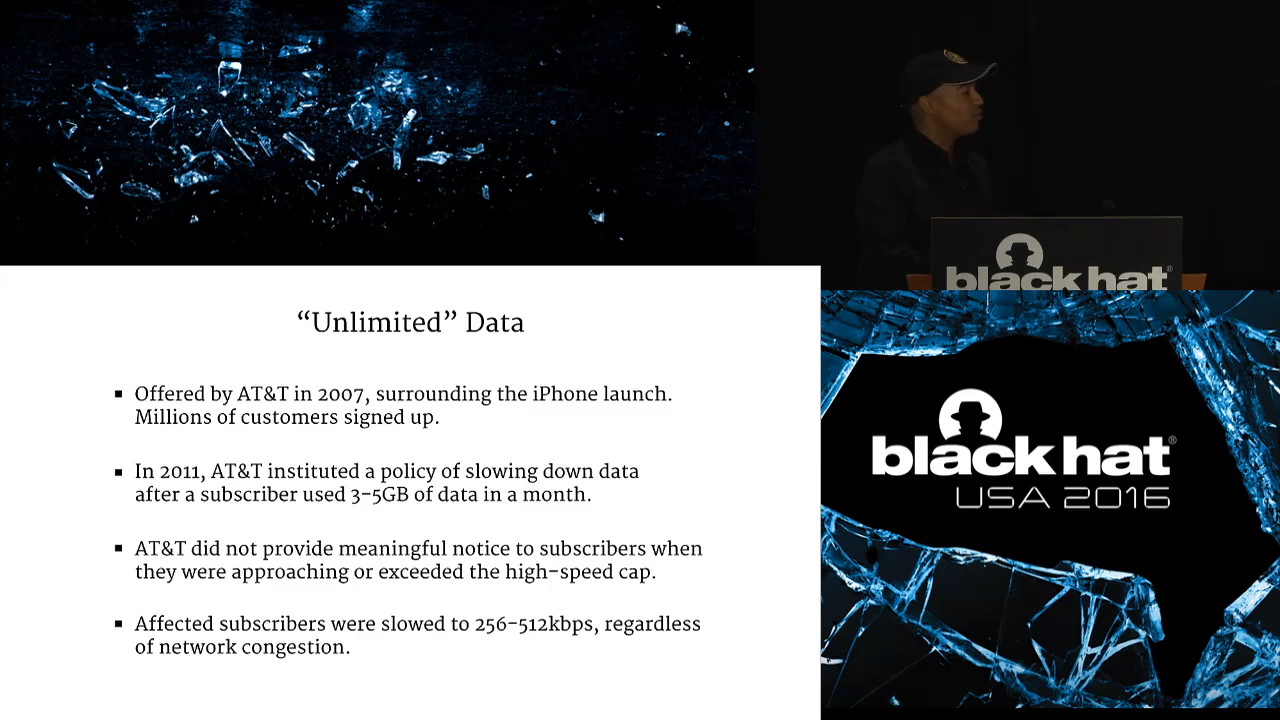 black hat®
“Unlimited” Data
▪ Offered by AT&T in 2007, surrounding the iPhone launch.
Millions of customers signed up.
▪ In 2011, AT&T instituted a policy of slowing down data
after a subscriber used 3-5GB of data in a month.
▪ AT&T did not provide meaningful notice to subscribers when
they were approaching or exceeded the high-speed cap.
▪ Affected subscribers were slowed to 256-512kbps, regardless
of network congestion.
black hat®
USA 2016